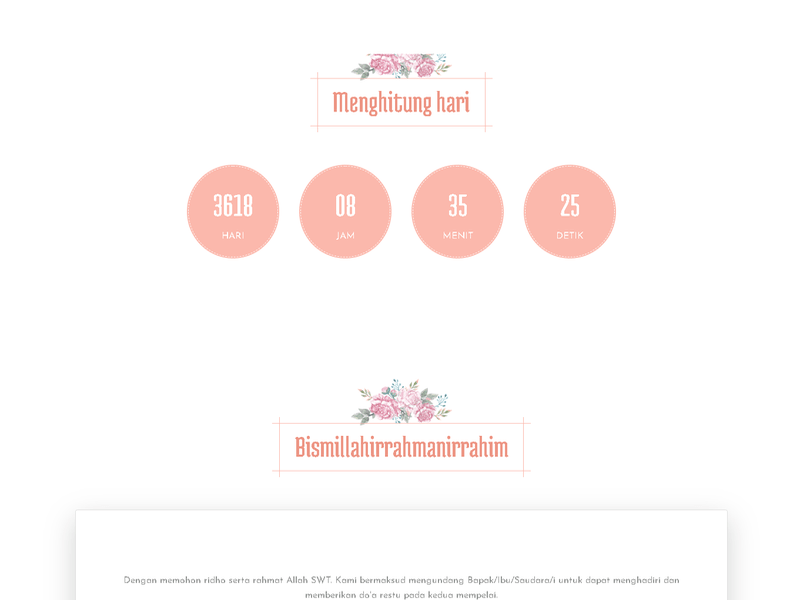 Menghitung hari
3618 08 35 25
HARI JAM MENIT DETIK
Bismillahirrahmanirrahim
Dengan memohon ridho serta rahmat Allah SWT. Kami bermaksud mengundang Bapak/Ibu/Saudara/i untuk dapat menghadiri dan
memberikan do'a restu pada kedua mempelai.